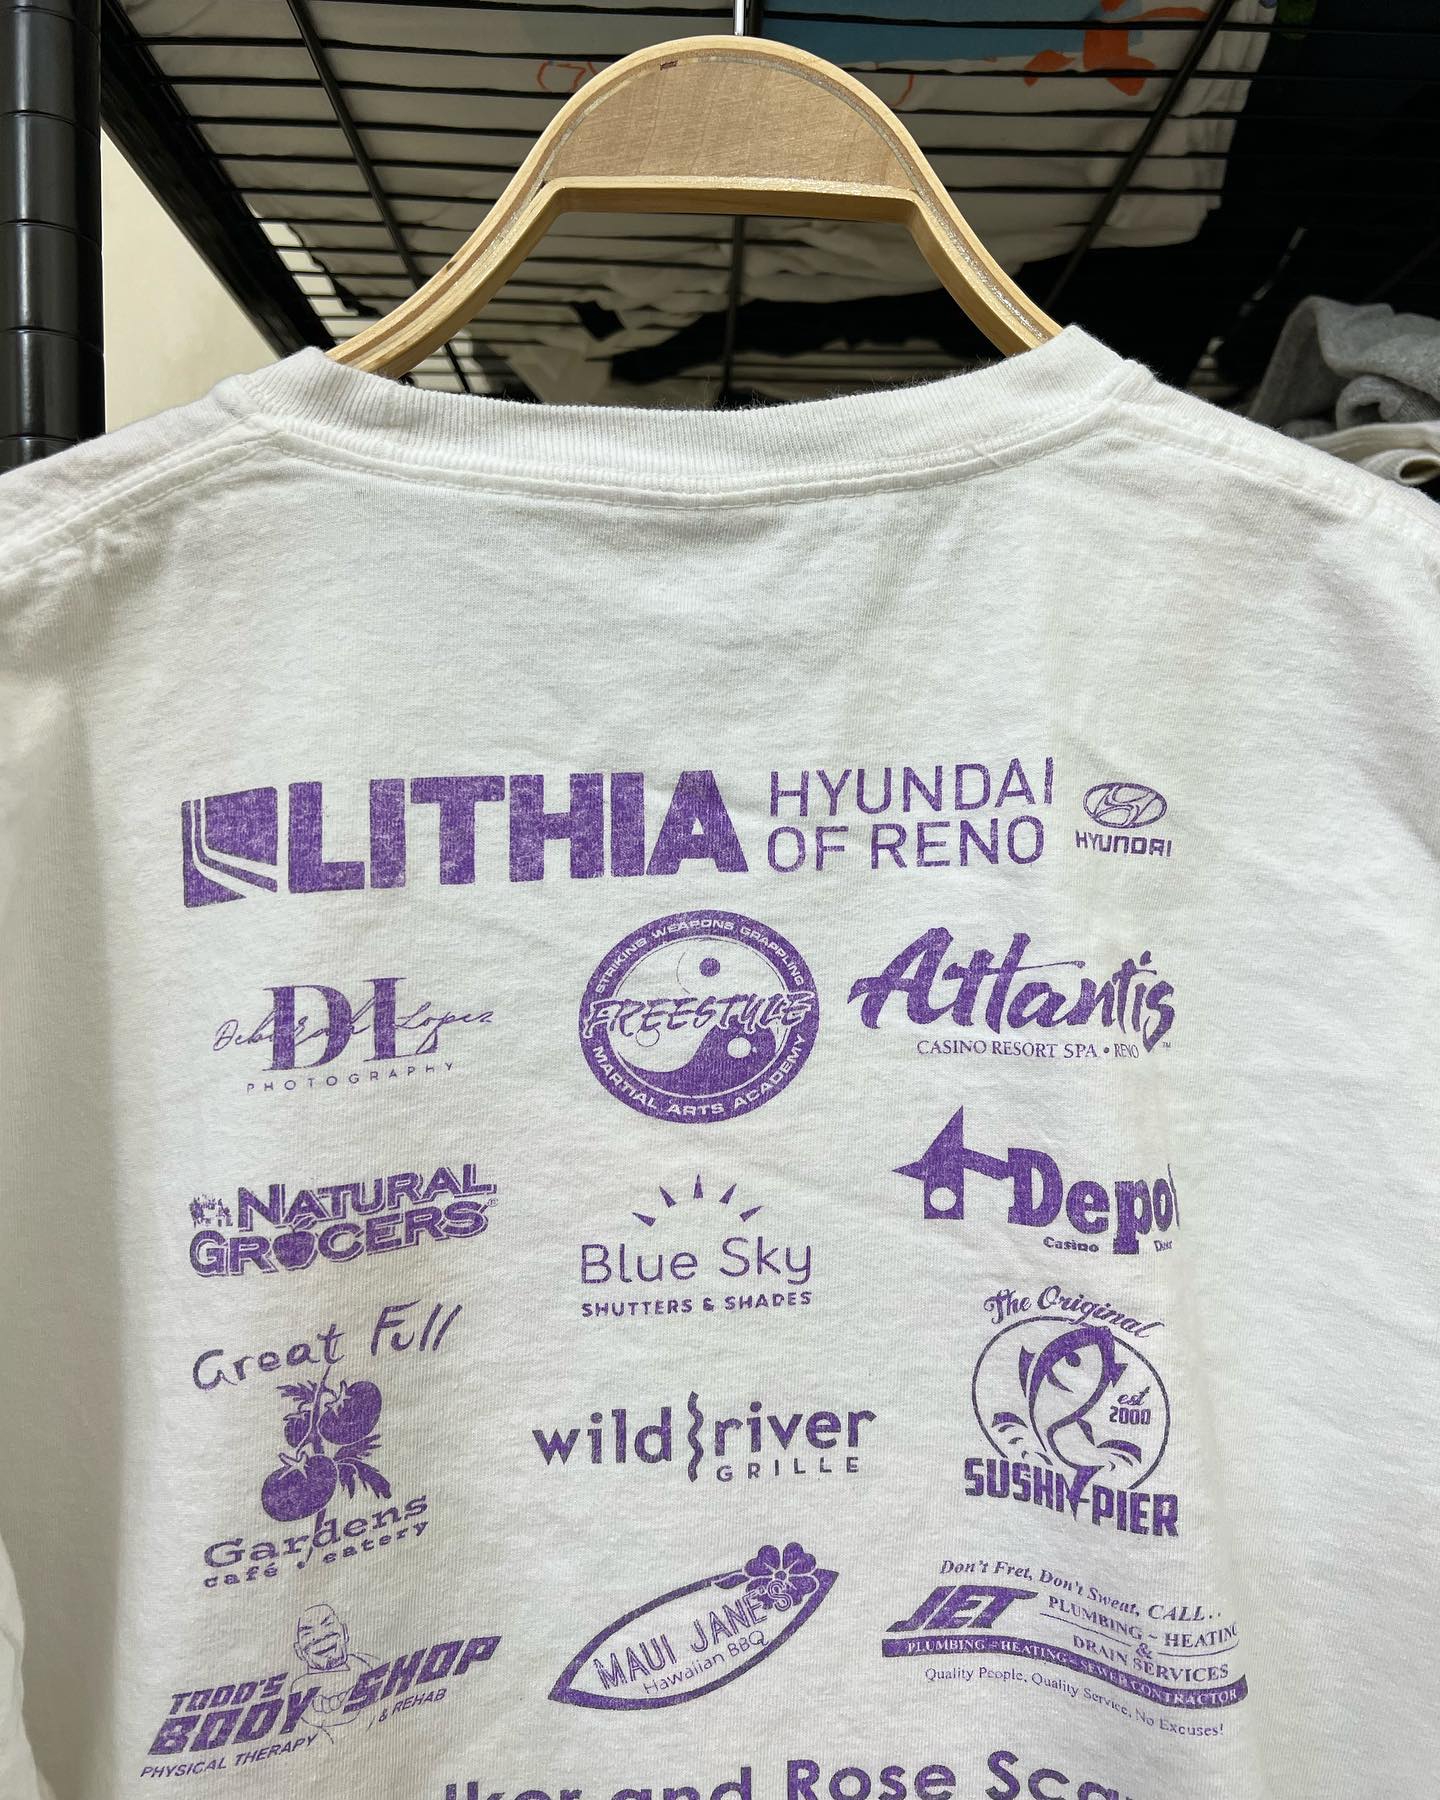 LITHIA HYUNDAI OF RENO HYUNDAI
DL
Deborah Lopez
PHOTOGRAPHY
STRIKING WEAPONS GRAPPLING
FREESTYLE
MARTIAL ARTS ACADEMY
Atlantis
CASINO RESORT SPA • RENO
NATURAL
GROCERS
Blue Sky
SHUTTERS & SHADES
Depot
Casino
Great Full
Gardens
café & eatery
wild river
GRILLE
The Original
est
2000
SUSHI PIER
TODD'S
BODY SHOP
PHYSICAL THERAPY & REHAB
MAUI JANE'S
Hawaiian BBQ
Don't Fret, Don't Sweat, CALL..
JET
PLUMBING ~ HEATING
&
DRAIN SERVICES
PLUMBING – HEATING – SEWER CONTRACTOR
Quality People, Quality Service, No Excuses!
and Rose